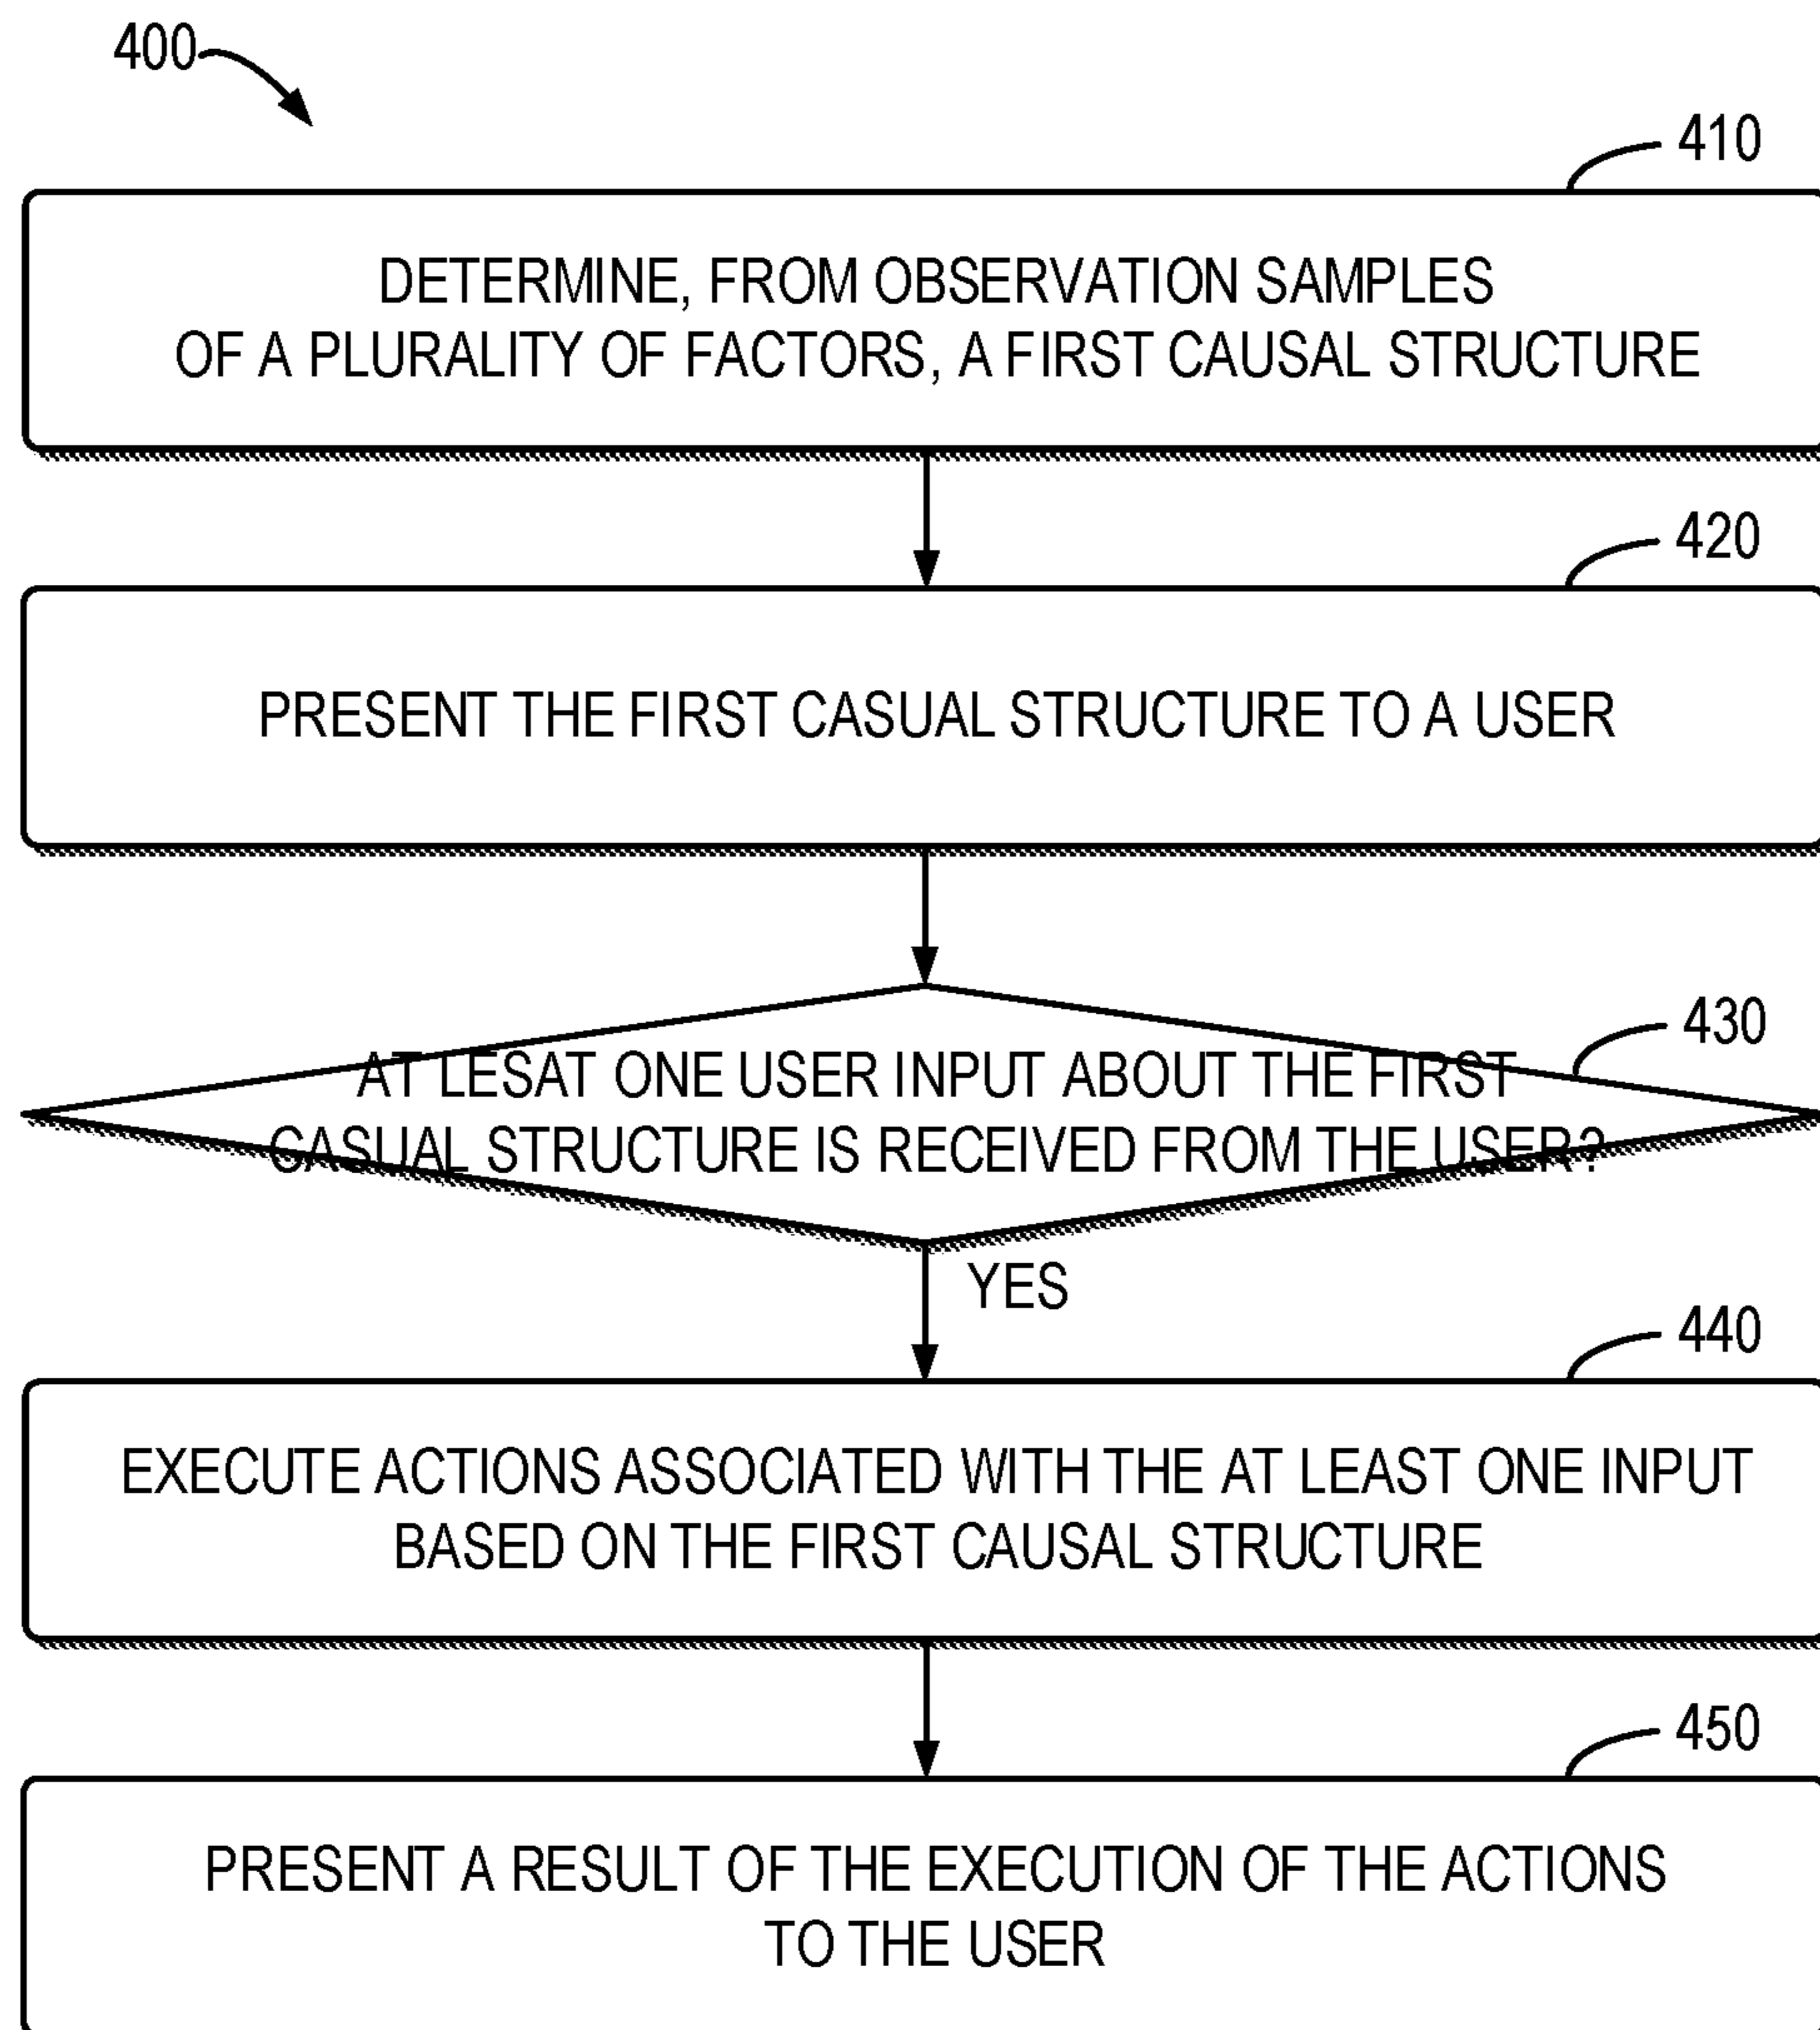 400
410
DETERMINE, FROM OBSERVATION SAMPLES
OF A PLURALITY OF FACTORS, A FIRST CAUSAL STRUCTURE
420
PRESENT THE FIRST CASUAL STRUCTURE TO A USER
430
AT LESAT ONE USER INPUT ABOUT THE FIRST
CASUAL STRUCTURE IS RECEIVED FROM THE USER?
YES
440
EXECUTE ACTIONS ASSOCIATED WITH THE AT LEAST ONE INPUT
BASED ON THE FIRST CAUSAL STRUCTURE
450
PRESENT A RESULT OF THE EXECUTION OF THE ACTIONS
TO THE USER